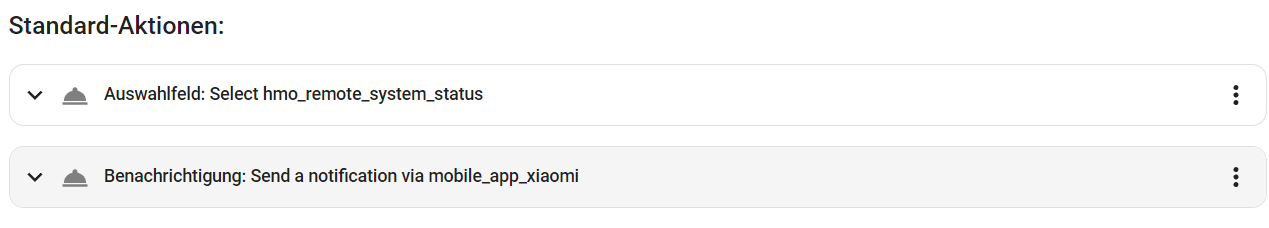 Standard-Aktionen:
Auswahlfeld: Select hmo_remote_system_status
Benachrichtigung: Send a notification via mobile_app_xiaomi